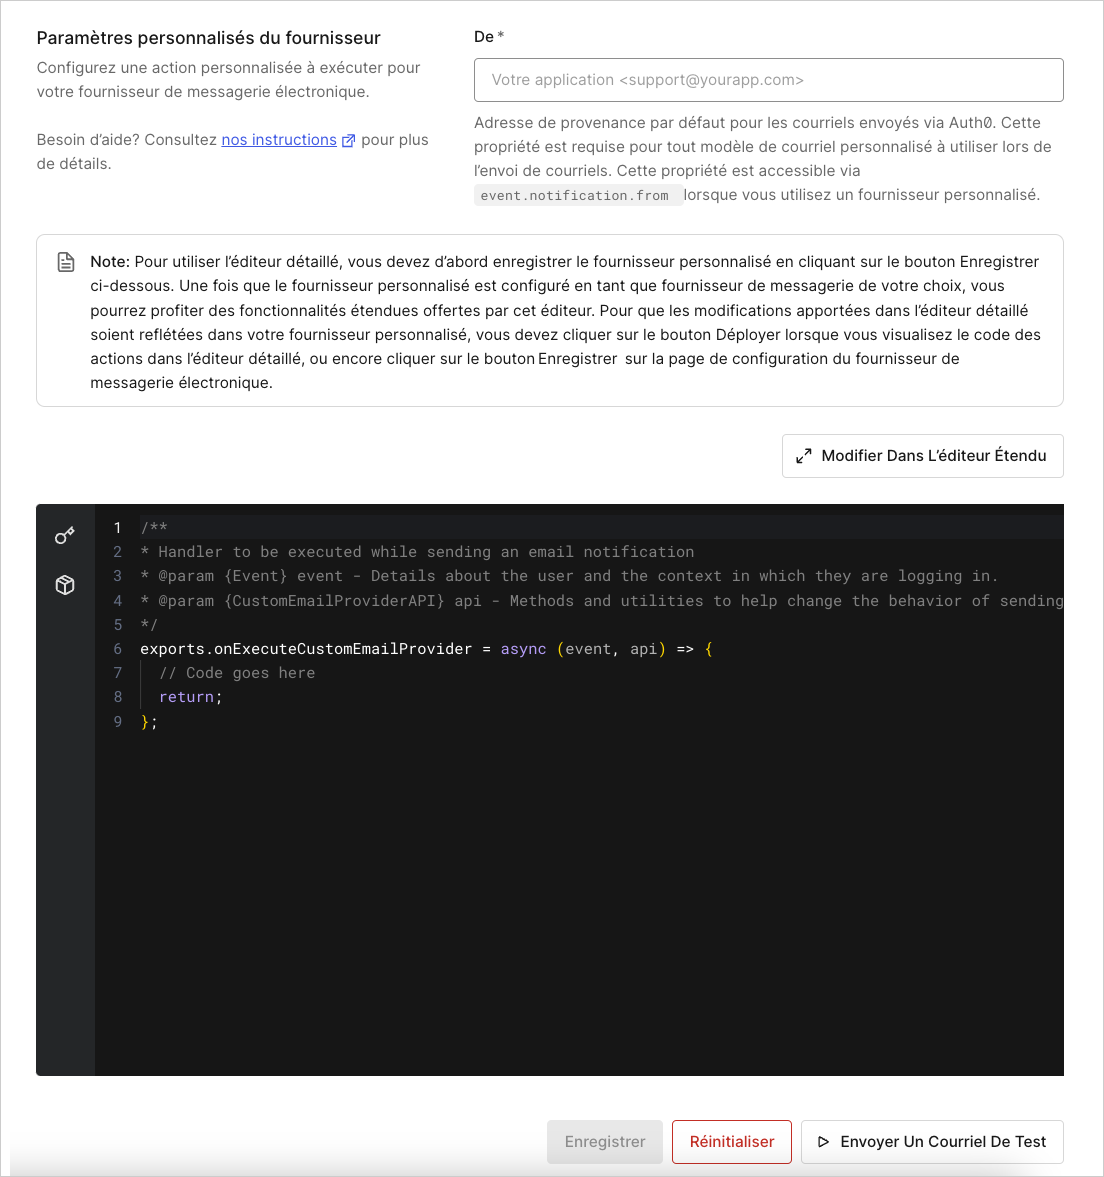 Paramètres personnalisés du fournisseur
Configurez une action personnalisée à exécuter pour
votre fournisseur de messagerie électronique.
Besoin d’aide? Consultez nos instructions pour plus
de détails.
De *
Votre application <support@yourapp.com>
Adresse de provenance par défaut pour les courriels envoyés via Auth0. Cette
propriété est requise pour tout modèle de courriel personnalisé à utiliser lors de
l’envoi de courriels. Cette propriété est accessible via
event.notification.from lorsque vous utilisez un fournisseur personnalisé.
Note: Pour utiliser l’éditeur détaillé, vous devez d’abord enregistrer le fournisseur personnalisé en cliquant sur le bouton Enregistrer
ci-dessous. Une fois que le fournisseur personnalisé est configuré en tant que fournisseur de messagerie de votre choix, vous
pourrez profiter des fonctionnalités étendues offertes par cet éditeur. Pour que les modifications apportées dans l’éditeur détaillé
soient reflétées dans votre fournisseur personnalisé, vous devez cliquer sur le bouton Déployer lorsque vous visualisez le code des
actions dans l’éditeur détaillé, ou encore cliquer sur le bouton Enregistrer sur la page de configuration du fournisseur de
messagerie électronique.
Modifier Dans L’éditeur Étendu
1 /**
2 * Handler to be executed while sending an email notification
3 * @param {Event} event - Details about the user and the context in which they are logging in.
4 * @param {CustomEmailProviderAPI} api - Methods and utilities to help change the behavior of sending
5 */
6 exports.onExecuteCustomEmailProvider = async (event, api) => {
7 // Code goes here
8 return;
9 };
Enregistrer
Réinitialiser
Envoyer Un Courriel De Test